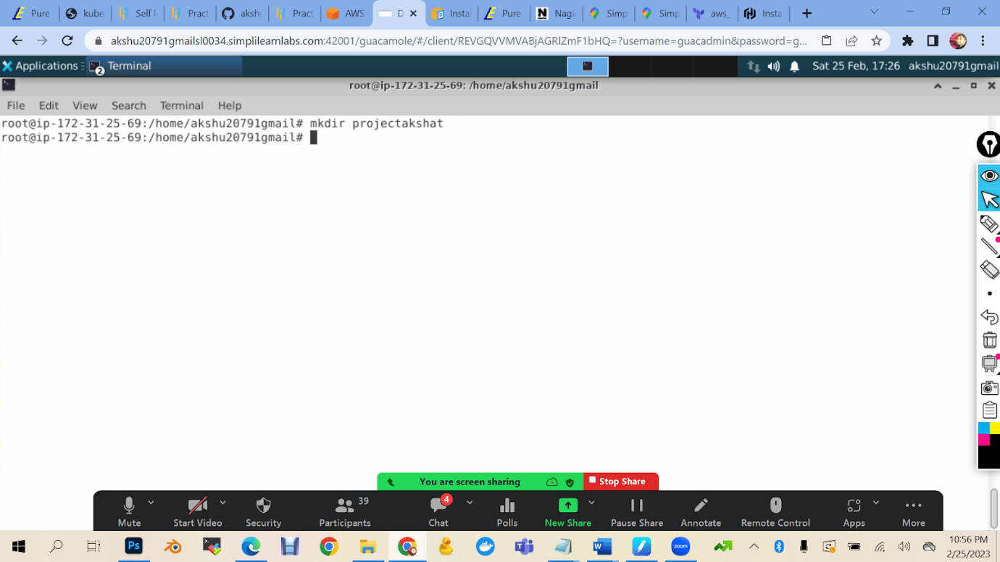 Pure
kube
Self l
Pract
akshu
Pract
AWS
D
Insta
Pure
Nagi
Simp
Simp
aws_
Insta
akshu20791gmailsl0034.simplilearnlabs.com:42001/guacamole/#/client/REVGQVVMVABjAGRlZmF1bHQ=?username=guacadmin&password=g...
Applications
2
Terminal
Sat 25 Feb, 17:26
akshu20791gmail
root@ip-172-31-25-69: /home/akshu20791gmail
File Edit View Search Terminal Help
root@ip-172-31-25-69:/home/akshu20791gmail# mkdir projectakshat
root@ip-172-31-25-69:/home/akshu20791gmail#
You are screen sharing
Stop Share
39
4
Mute
Start Video
Security
Participants
Chat
Polls
New Share
Pause Share
Annotate
Remote Control
Apps
More
Ps
W
zoom
10:56 PM
2/25/2023